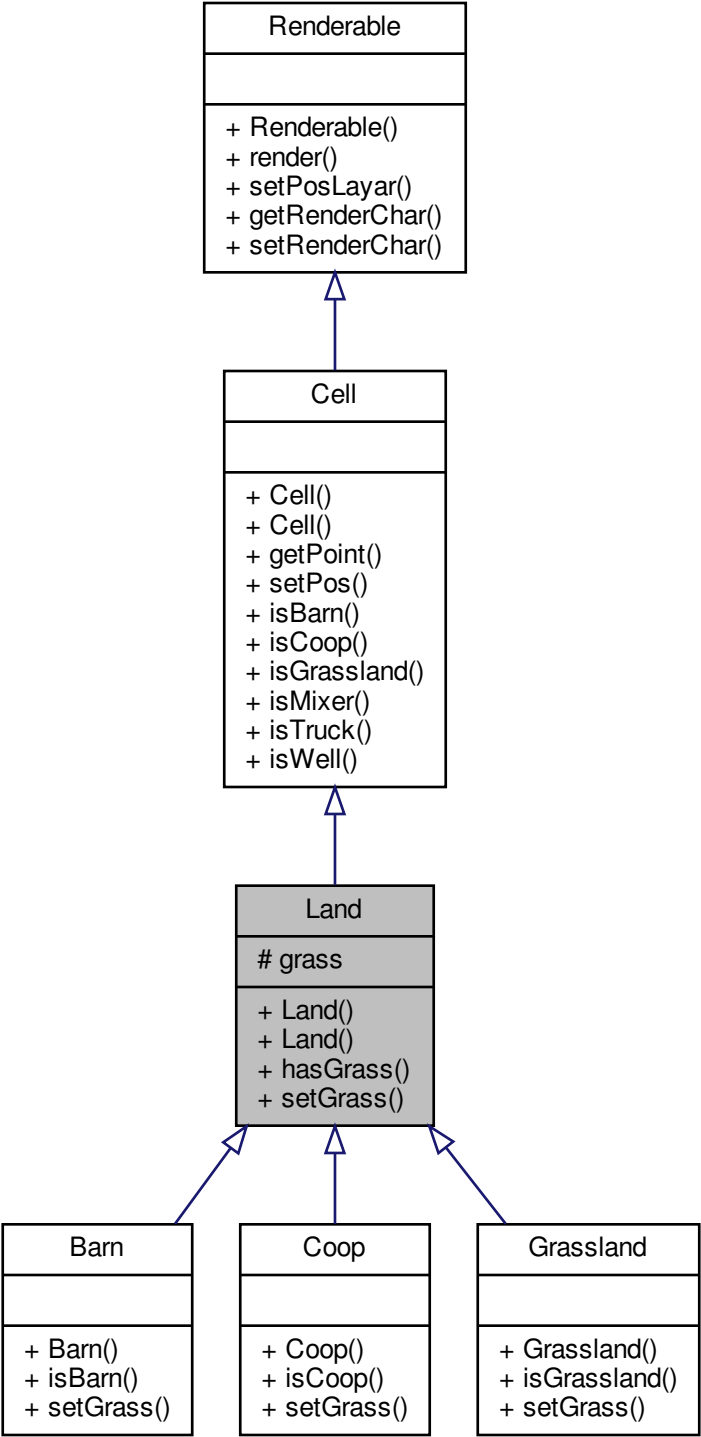 Renderable
+ Renderable()
+ render()
+ setPosLayar()
+ getRenderChar()
+ setRenderChar()
Cell
+ Cell()
+ Cell()
+ getPoint()
+ setPos()
+ isBarn()
+ isCoop()
+ isGrassland()
+ isMixer()
+ isTruck()
+ isWell()
Land
# grass
+ Land()
+ Land()
+ hasGrass()
+ setGrass()
Barn
+ Barn()
+ isBarn()
+ setGrass()
Coop
+ Coop()
+ isCoop()
+ setGrass()
Grassland
+ Grassland()
+ isGrassland()
+ setGrass()